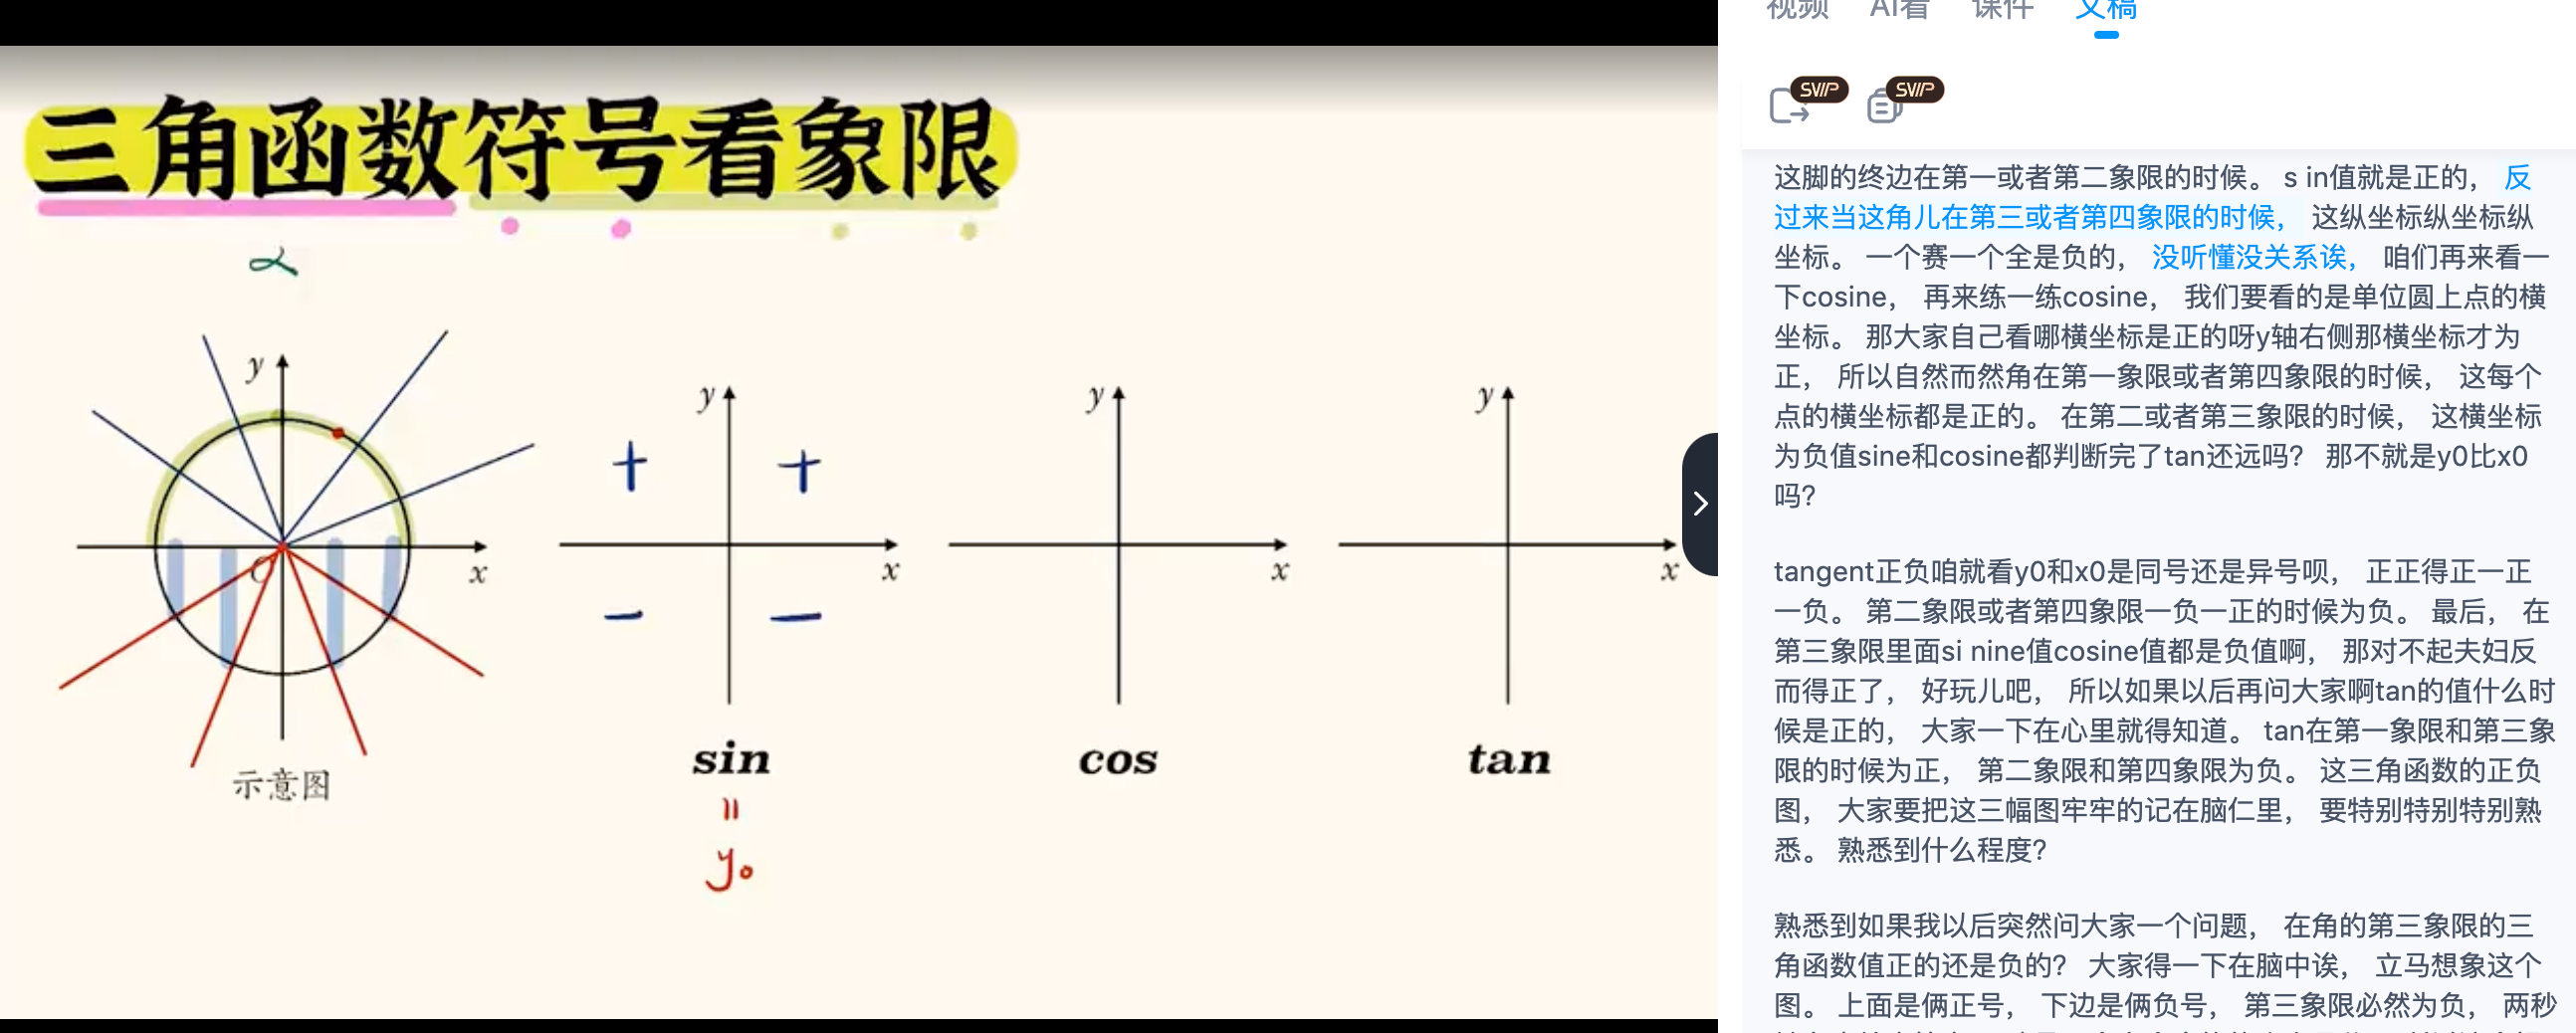 三角函数符号看象限
α
y
x
O
示意图
y
x
+ +
− −
sin
=
y₀
y
x
cos
y
x
tan
视频 AI看 课件 文稿
SVIP SVIP
这脚的终边在第一或者第二象限的时候。 s in值就是正的， 反
过来当这角儿在第三或者第四象限的时候， 这纵坐标纵坐标纵
坐标。 一个赛一个全是负的， 没听懂没关系诶， 咱们再来看一
下cosine， 再来练一练cosine， 我们要看的是单位圆上点的横
坐标。 那大家自己看哪横坐标是正的呀y轴右侧那横坐标才为
正， 所以自然而然角在第一象限或者第四象限的时候， 这每个
点的横坐标都是正的。 在第二或者第三象限的时候， 这横坐标
为负值sine和cosine都判断完了tan还远吗？ 那不就是y0比x0
吗？
tangent正负咱就看y0和x0是同号还是异号呗， 正正得正一正
一负。 第二象限或者第四象限一负一正的时候为负。 最后， 在
第三象限里面si nine值cosine值都是负值啊， 那对不起夫妇反
而得正了， 好玩儿吧， 所以如果以后再问大家啊tan的值什么时
候是正的， 大家一下在心里就得知道。 tan在第一象限和第三象
限的时候为正， 第二象限和第四象限为负。 这三角函数的正负
图， 大家要把这三幅图牢牢的记在脑仁里， 要特别特别特别熟
悉。 熟悉到什么程度？
熟悉到如果我以后突然问大家一个问题， 在角的第三象限的三
角函数值正的还是负的？ 大家得一下在脑中诶， 立马想象这个
图。 上面是俩正号， 下边是俩负号， 第三象限必然为负， 两秒